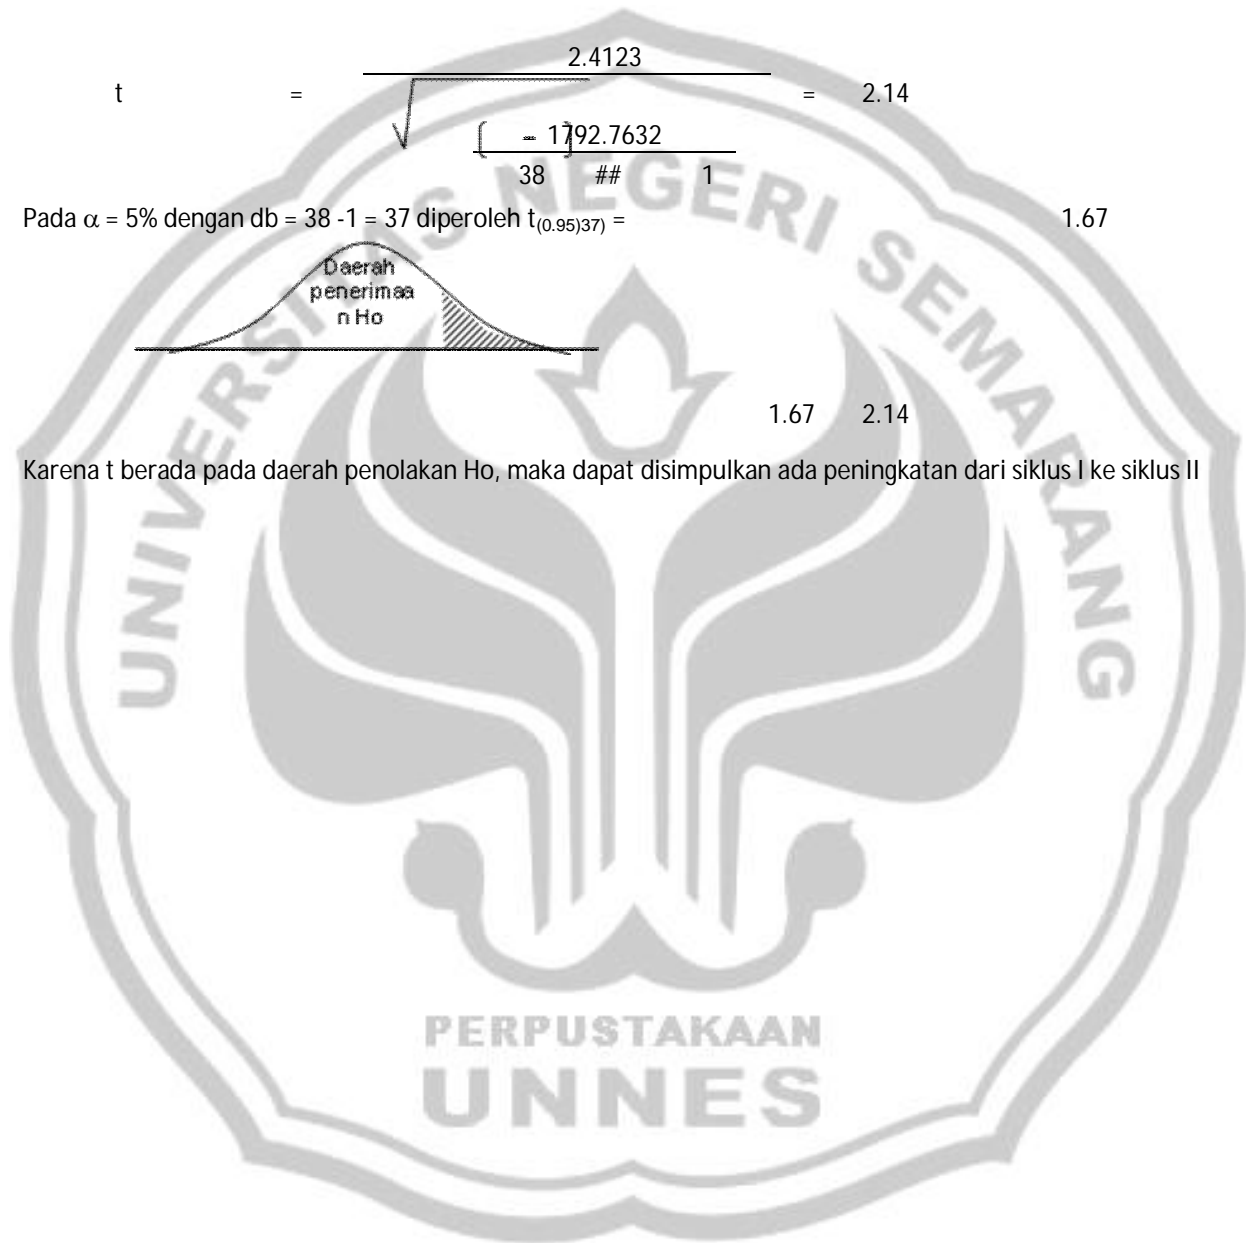 2.4123
t = = 2.14
( - ) 1792.7632
38 ## 1
Pada α = 5% dengan db = 38 -1 = 37 diperoleh t(0.95)37) = 1.67
Daerah
penerimaa
n Ho
1.67 2.14
Karena t berada pada daerah penolakan Ho, maka dapat disimpulkan ada peningkatan dari siklus I ke siklus II
UNIVERSITAS NEGERI SEMARANG
PERPUSTAKAAN
UNNES